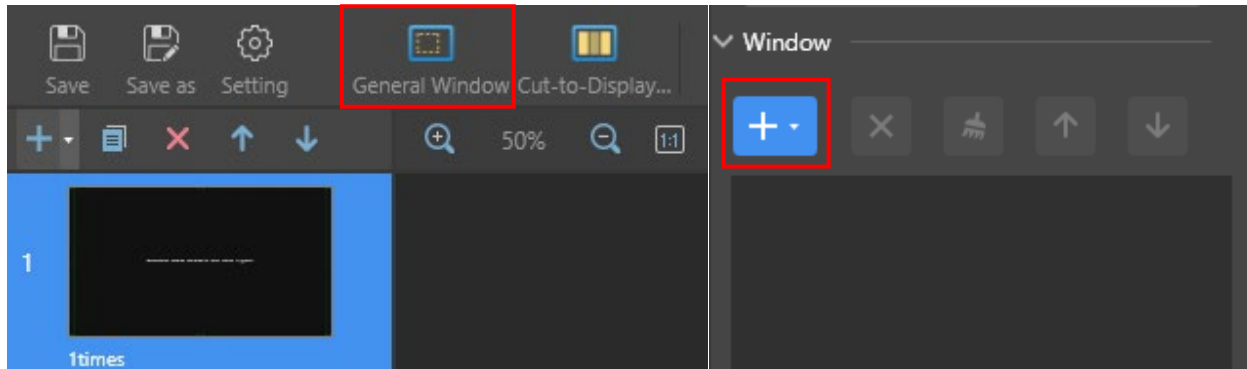 Save Save as Setting General Window Cut-to-Display...
50% 1:1
1
1times
Window